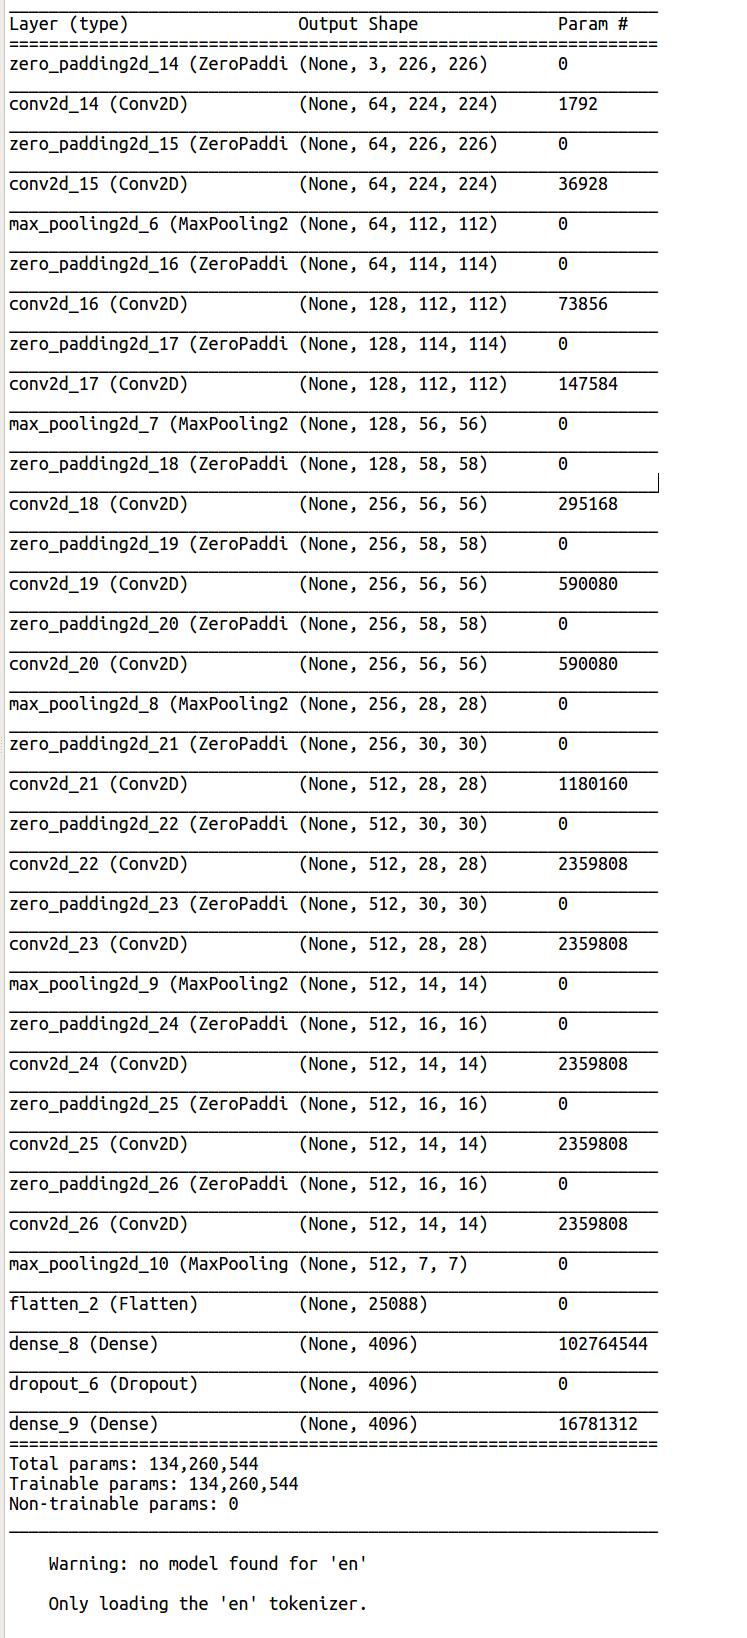 Layer (type)                 Output Shape              Param #
=================================================================
zero_padding2d_14 (ZeroPaddi (None, 3, 226, 226)       0
conv2d_14 (Conv2D)           (None, 64, 224, 224)      1792
zero_padding2d_15 (ZeroPaddi (None, 64, 226, 226)      0
conv2d_15 (Conv2D)           (None, 64, 224, 224)      36928
max_pooling2d_6 (MaxPooling2 (None, 64, 112, 112)      0
zero_padding2d_16 (ZeroPaddi (None, 64, 114, 114)      0
conv2d_16 (Conv2D)           (None, 128, 112, 112)     73856
zero_padding2d_17 (ZeroPaddi (None, 128, 114, 114)     0
conv2d_17 (Conv2D)           (None, 128, 112, 112)     147584
max_pooling2d_7 (MaxPooling2 (None, 128, 56, 56)       0
zero_padding2d_18 (ZeroPaddi (None, 128, 58, 58)       0
conv2d_18 (Conv2D)           (None, 256, 56, 56)       295168
zero_padding2d_19 (ZeroPaddi (None, 256, 58, 58)       0
conv2d_19 (Conv2D)           (None, 256, 56, 56)       590080
zero_padding2d_20 (ZeroPaddi (None, 256, 58, 58)       0
conv2d_20 (Conv2D)           (None, 256, 56, 56)       590080
max_pooling2d_8 (MaxPooling2 (None, 256, 28, 28)       0
zero_padding2d_21 (ZeroPaddi (None, 256, 30, 30)       0
conv2d_21 (Conv2D)           (None, 512, 28, 28)       1180160
zero_padding2d_22 (ZeroPaddi (None, 512, 30, 30)       0
conv2d_22 (Conv2D)           (None, 512, 28, 28)       2359808
zero_padding2d_23 (ZeroPaddi (None, 512, 30, 30)       0
conv2d_23 (Conv2D)           (None, 512, 28, 28)       2359808
max_pooling2d_9 (MaxPooling2 (None, 512, 14, 14)       0
zero_padding2d_24 (ZeroPaddi (None, 512, 16, 16)       0
conv2d_24 (Conv2D)           (None, 512, 14, 14)       2359808
zero_padding2d_25 (ZeroPaddi (None, 512, 16, 16)       0
conv2d_25 (Conv2D)           (None, 512, 14, 14)       2359808
zero_padding2d_26 (ZeroPaddi (None, 512, 16, 16)       0
conv2d_26 (Conv2D)           (None, 512, 14, 14)       2359808
max_pooling2d_10 (MaxPooling (None, 512, 7, 7)         0
flatten_2 (Flatten)          (None, 25088)             0
dense_8 (Dense)              (None, 4096)              102764544
dropout_6 (Dropout)          (None, 4096)              0
dense_9 (Dense)              (None, 4096)              16781312
=================================================================
Total params: 134,260,544
Trainable params: 134,260,544
Non-trainable params: 0
Warning: no model found for 'en'
Only loading the 'en' tokenizer.